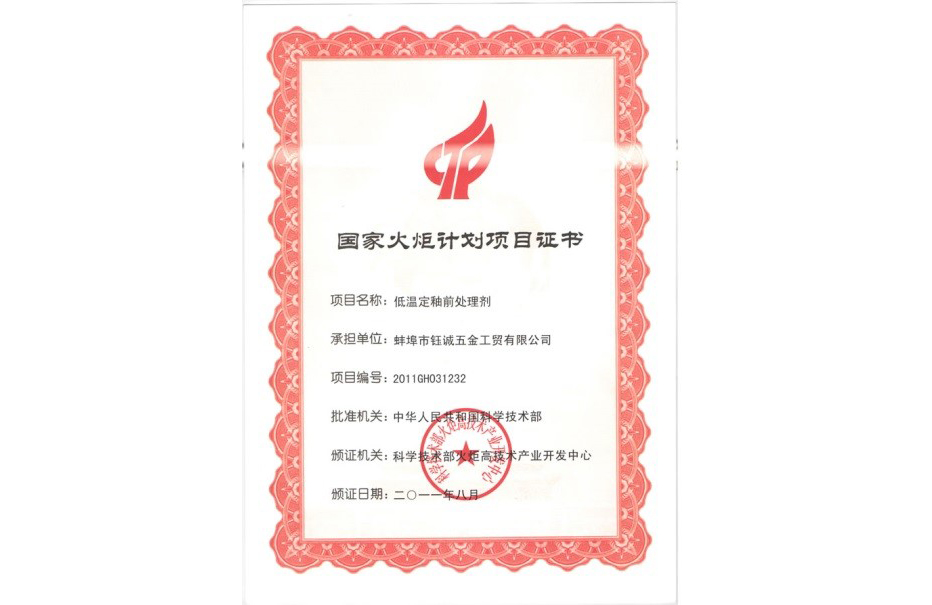 国家火炬计划项目证书
项目名称：低温定釉前处理剂
承担单位：蚌埠市钰诚五金工贸有限公司
项目编号：2011GH031232
批准机关：中华人民共和国科学技术部
颁证机关：科学技术部火炬高技术产业开发中心
颁证日期：二〇一一年八月
科学技术部火炬高技术产业开发中心